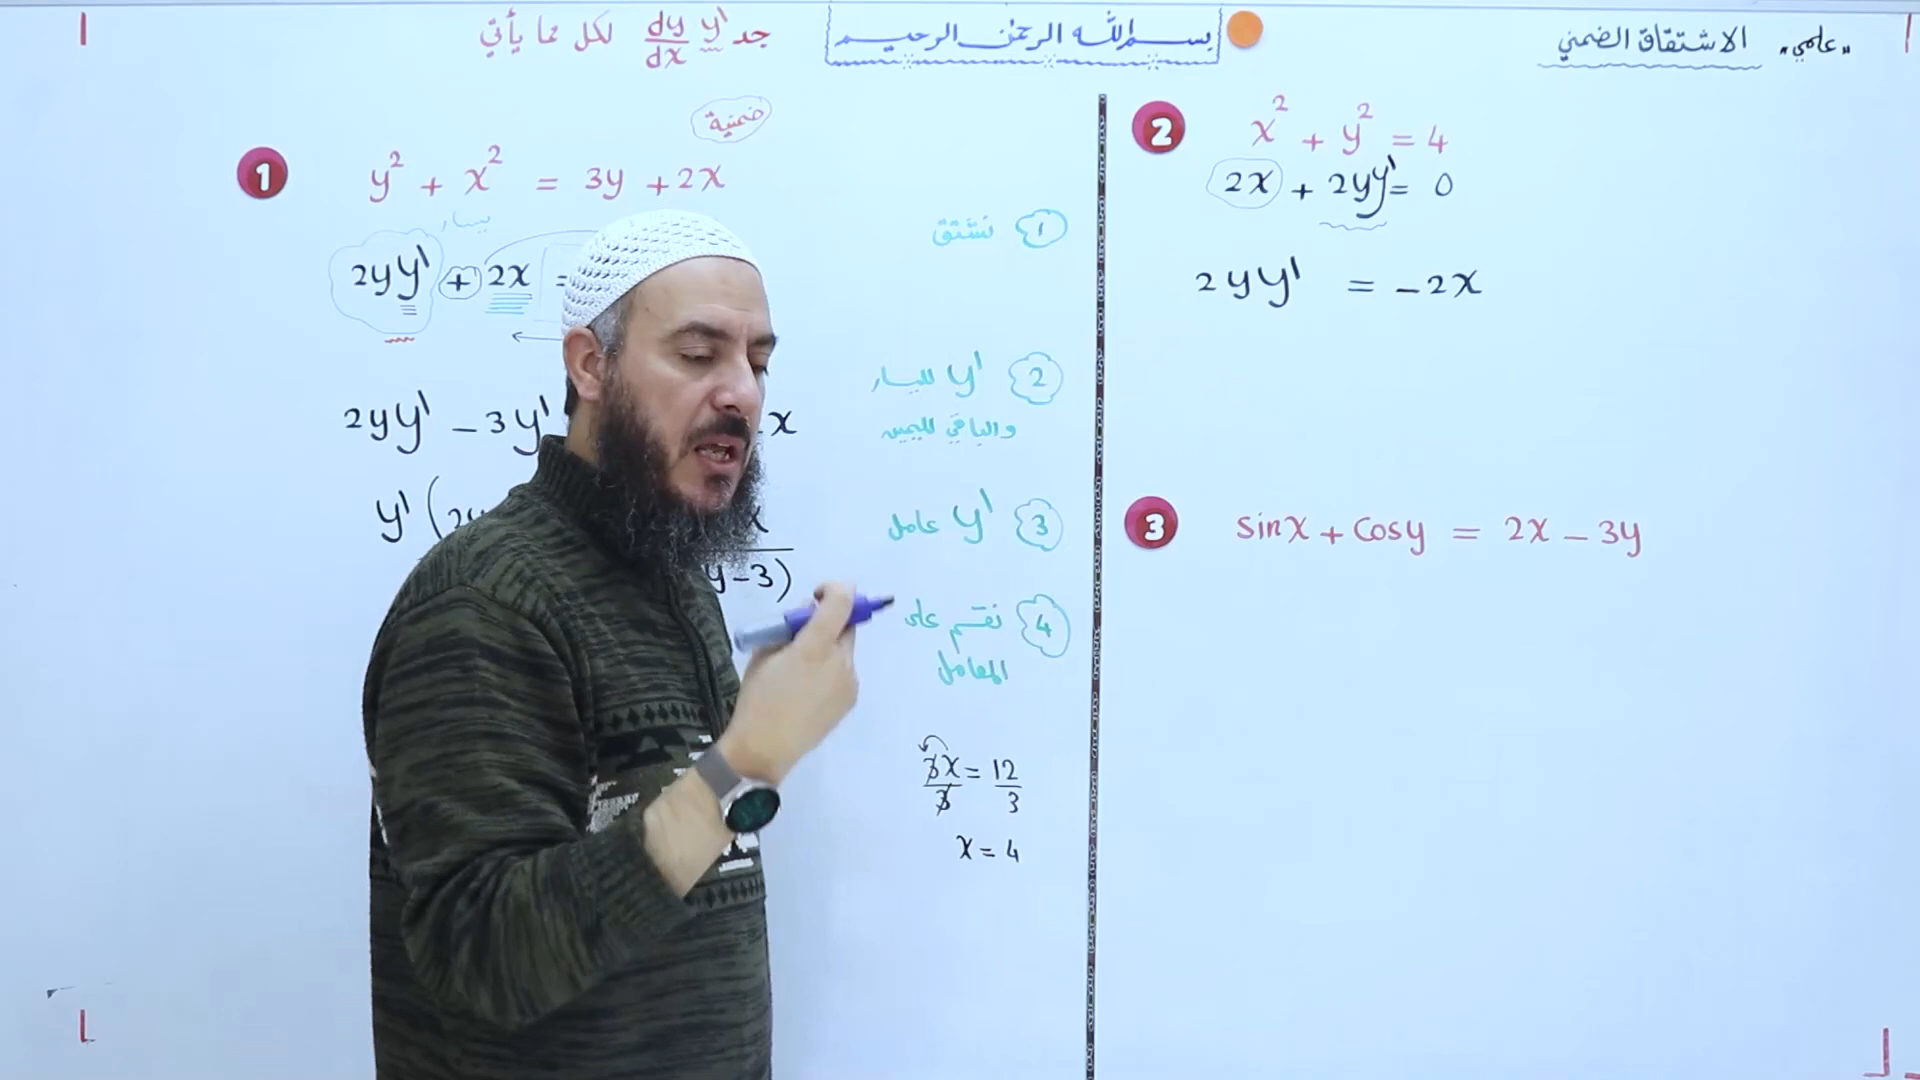 "علمي" الاشتقاق الضمني
بسم الله الرحمن الرحيم
جد y' dy/dx لكل مما يأتي
ضمنية
1
y² + x² = 3y + 2x
يسار
2yy' + 2x =
2yy' - 3y'
x
y' (2y
x
y-3)
1 نشتق
2 y' لليسار
والباقي لليمين
3 y' عامل
4 نقسم على
المعامل
3x/3 = 12/3
x = 4
2
x² + y² = 4
2x + 2yy' = 0
2yy' = -2x
3
sinx + cosy = 2x - 3y